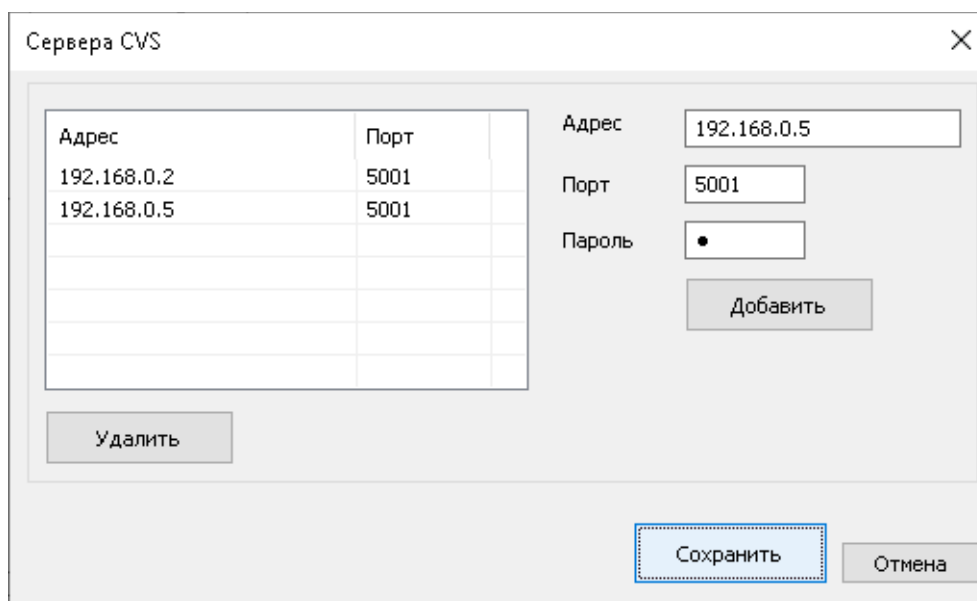 Сервера CVS
Адрес Порт
192.168.0.2 5001
192.168.0.5 5001
Удалить
Адрес 192.168.0.5
Порт 5001
Пароль ●
Добавить
Сохранить
Отмена